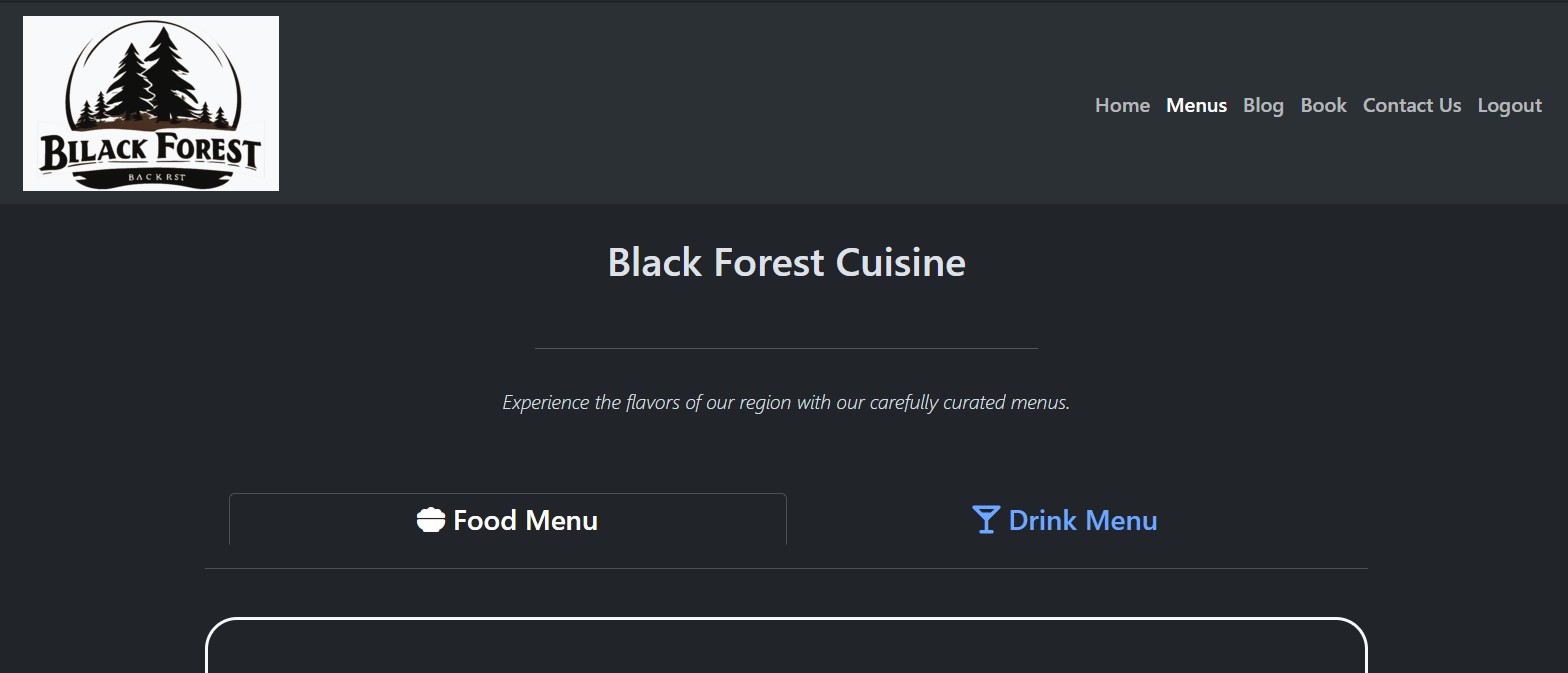 BILACK FOREST
BACKRST
Home Menus Blog Book Contact Us Logout
Black Forest Cuisine
Experience the flavors of our region with our carefully curated menus.
Food Menu
Drink Menu